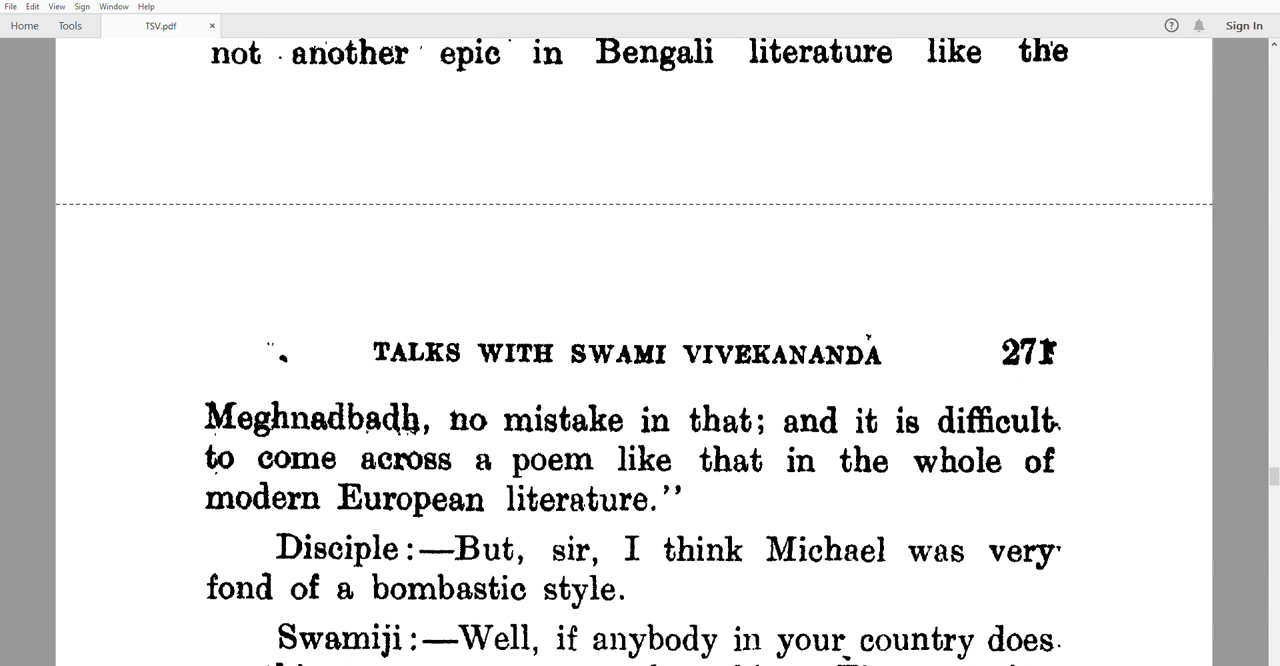 File Edit View Sign Window Help
Home Tools TSV.pdf × ? Sign In
not another epic in Bengali literature like the
TALKS WITH SWAMI VIVEKANANDA 271
Meghnadbadh, no mistake in that; and it is difficult
to come across a poem like that in the whole of
modern European literature.”
Disciple:—But, sir, I think Michael was very
fond of a bombastic style.
Swamiji:—Well, if anybody in your country does